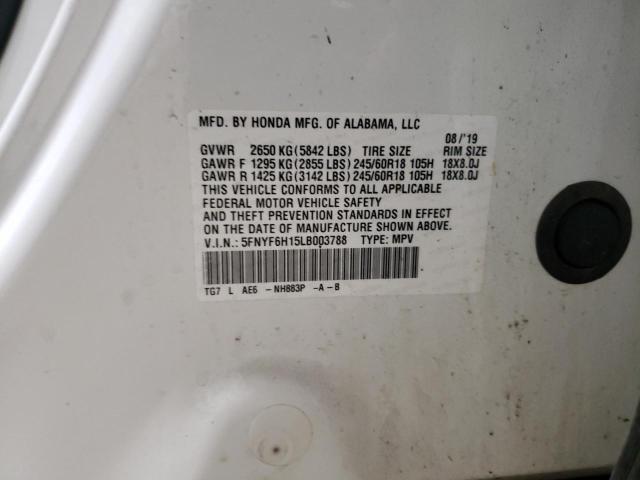 MFD. BY HONDA MFG. OF ALABAMA, LLC 08/'19
GVWR 2650 KG(5842 LBS) TIRE SIZE RIM SIZE
GAWR F 1295 KG(2855 LBS)245/60R18 105H 18X8.0J
GAWR R 1425 KG(3142 LBS)245/60R18 105H 18X8.0J
THIS VEHICLE CONFORMS TO ALL APPLICABLE
FEDERAL MOTOR VEHICLE SAFETY
AND THEFT PREVENTION STANDARDS IN EFFECT
ON THE DATE OF MANUFACTURE SHOWN ABOVE.
V.I.N.: 5FNYF6H15LB003788 TYPE: MPV
TG7 L AE6 -NH883P -A-B